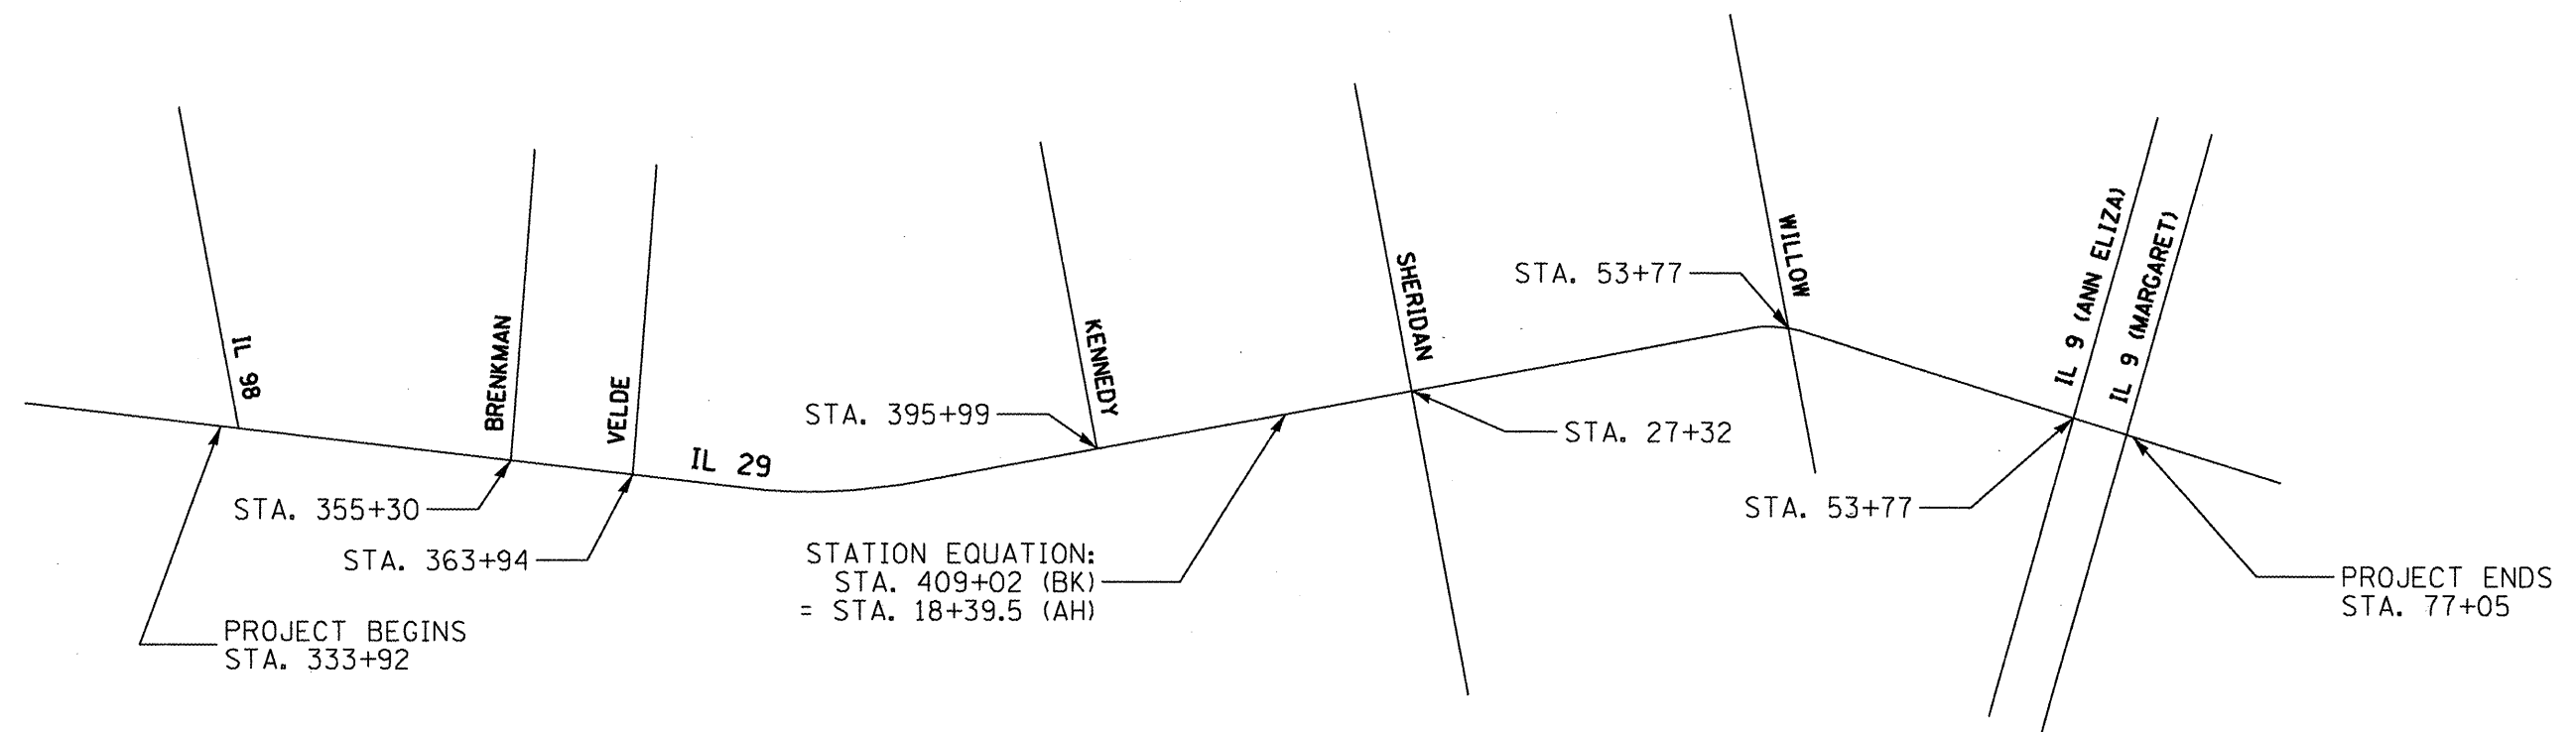 WILLOW
IL 9 (ANN ELIZA)
IL 9 (MARGARET)
SHERIDAN
STA. 53+77
IL 98
BRENKMAN
VELDE
KENNEDY
STA. 395+99
STA. 27+32
IL 29
STA. 355+30
STA. 363+94
STA. 53+77
STATION EQUATION:
STA. 409+02 (BK)
= STA. 18+39.5 (AH)
PROJECT ENDS
STA. 77+05
PROJECT BEGINS
STA. 333+92